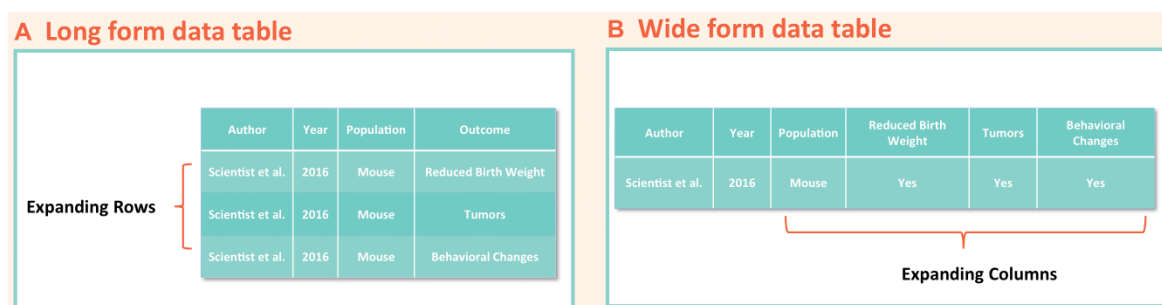 A Long form data table
Author Year Population Outcome
Scientist et al. 2016 Mouse Reduced Birth Weight
Expanding Rows
Scientist et al. 2016 Mouse Tumors
Scientist et al. 2016 Mouse Behavioral Changes
B Wide form data table
Author Year Population Reduced Birth Weight Tumors Behavioral Changes
Scientist et al. 2016 Mouse Yes Yes Yes
Expanding Columns